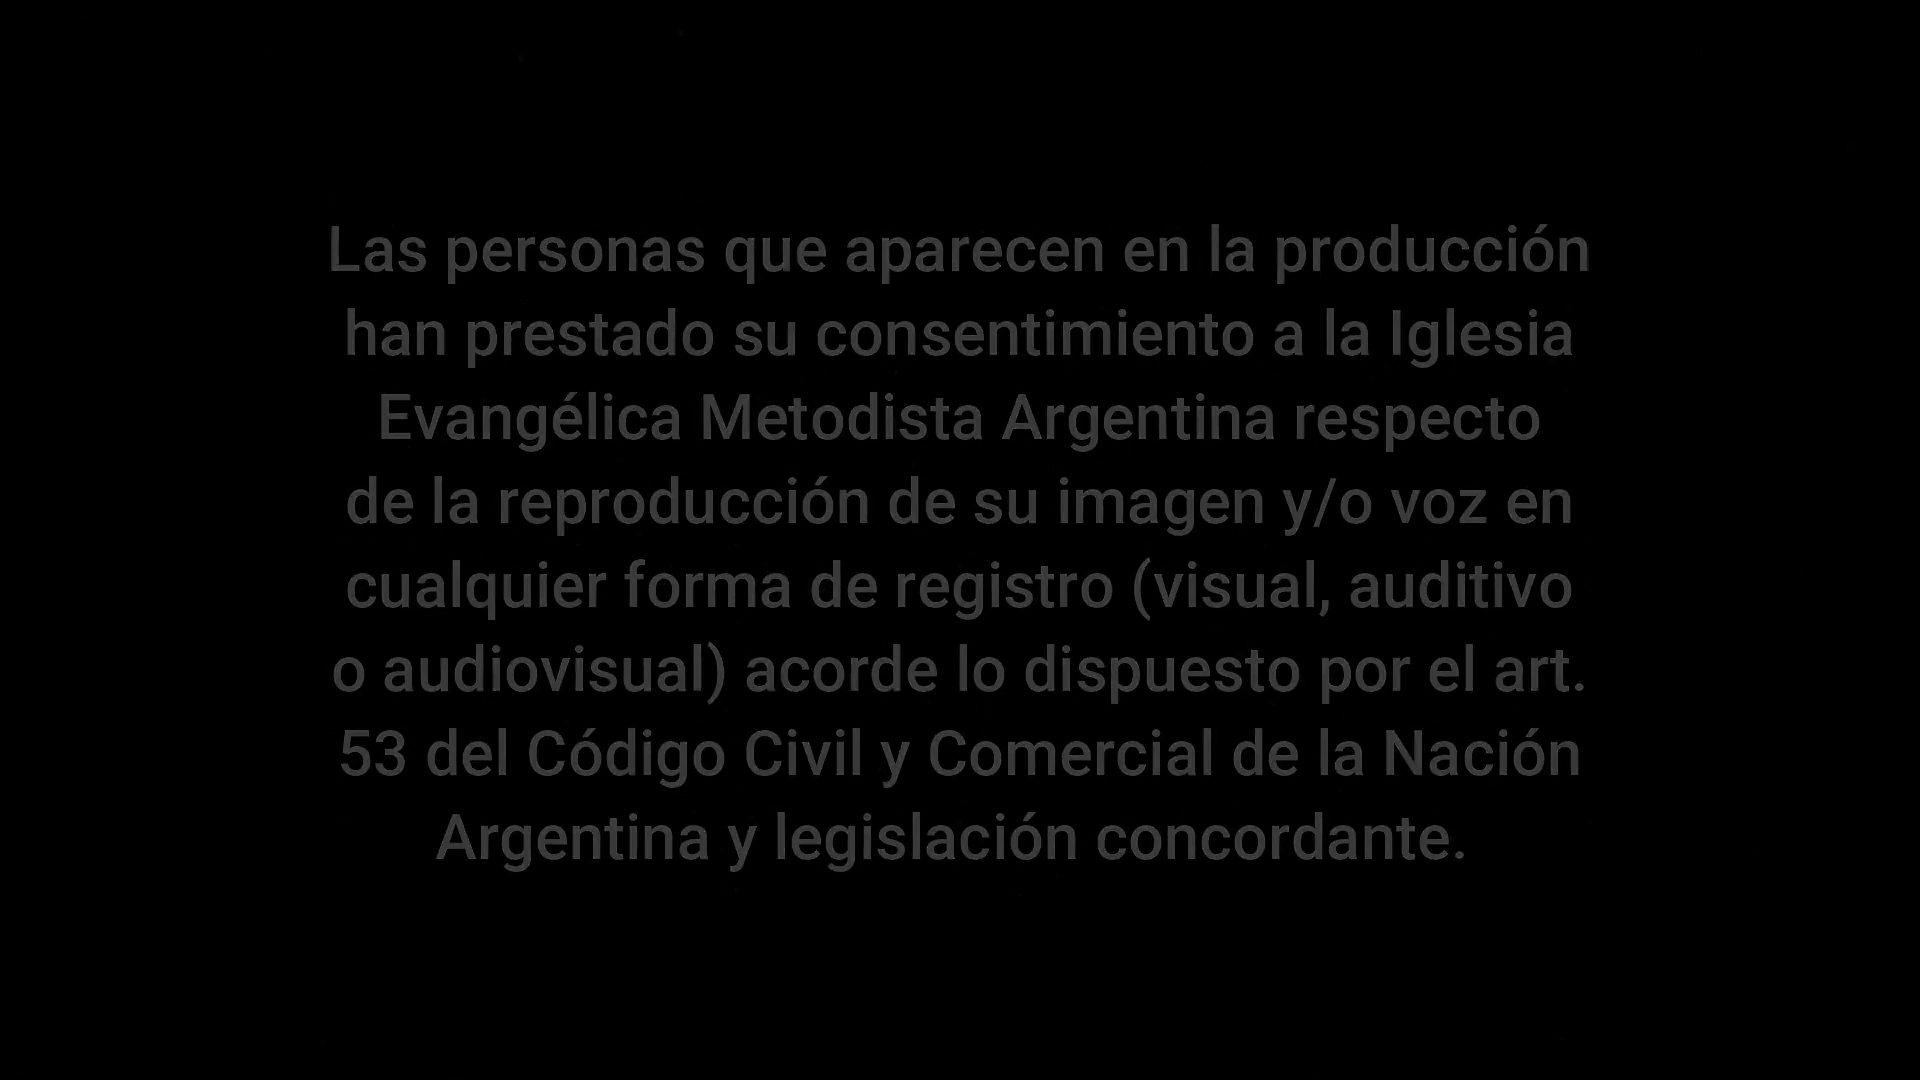 Las personas que aparecen en la producción
han prestado su consentimiento a la Iglesia
Evangélica Metodista Argentina respecto
de la reproducción de su imagen y/o voz en
cualquier forma de registro (visual, auditivo
o audiovisual) acorde lo dispuesto por el art.
53 del Código Civil y Comercial de la Nación
Argentina y legislación concordante.